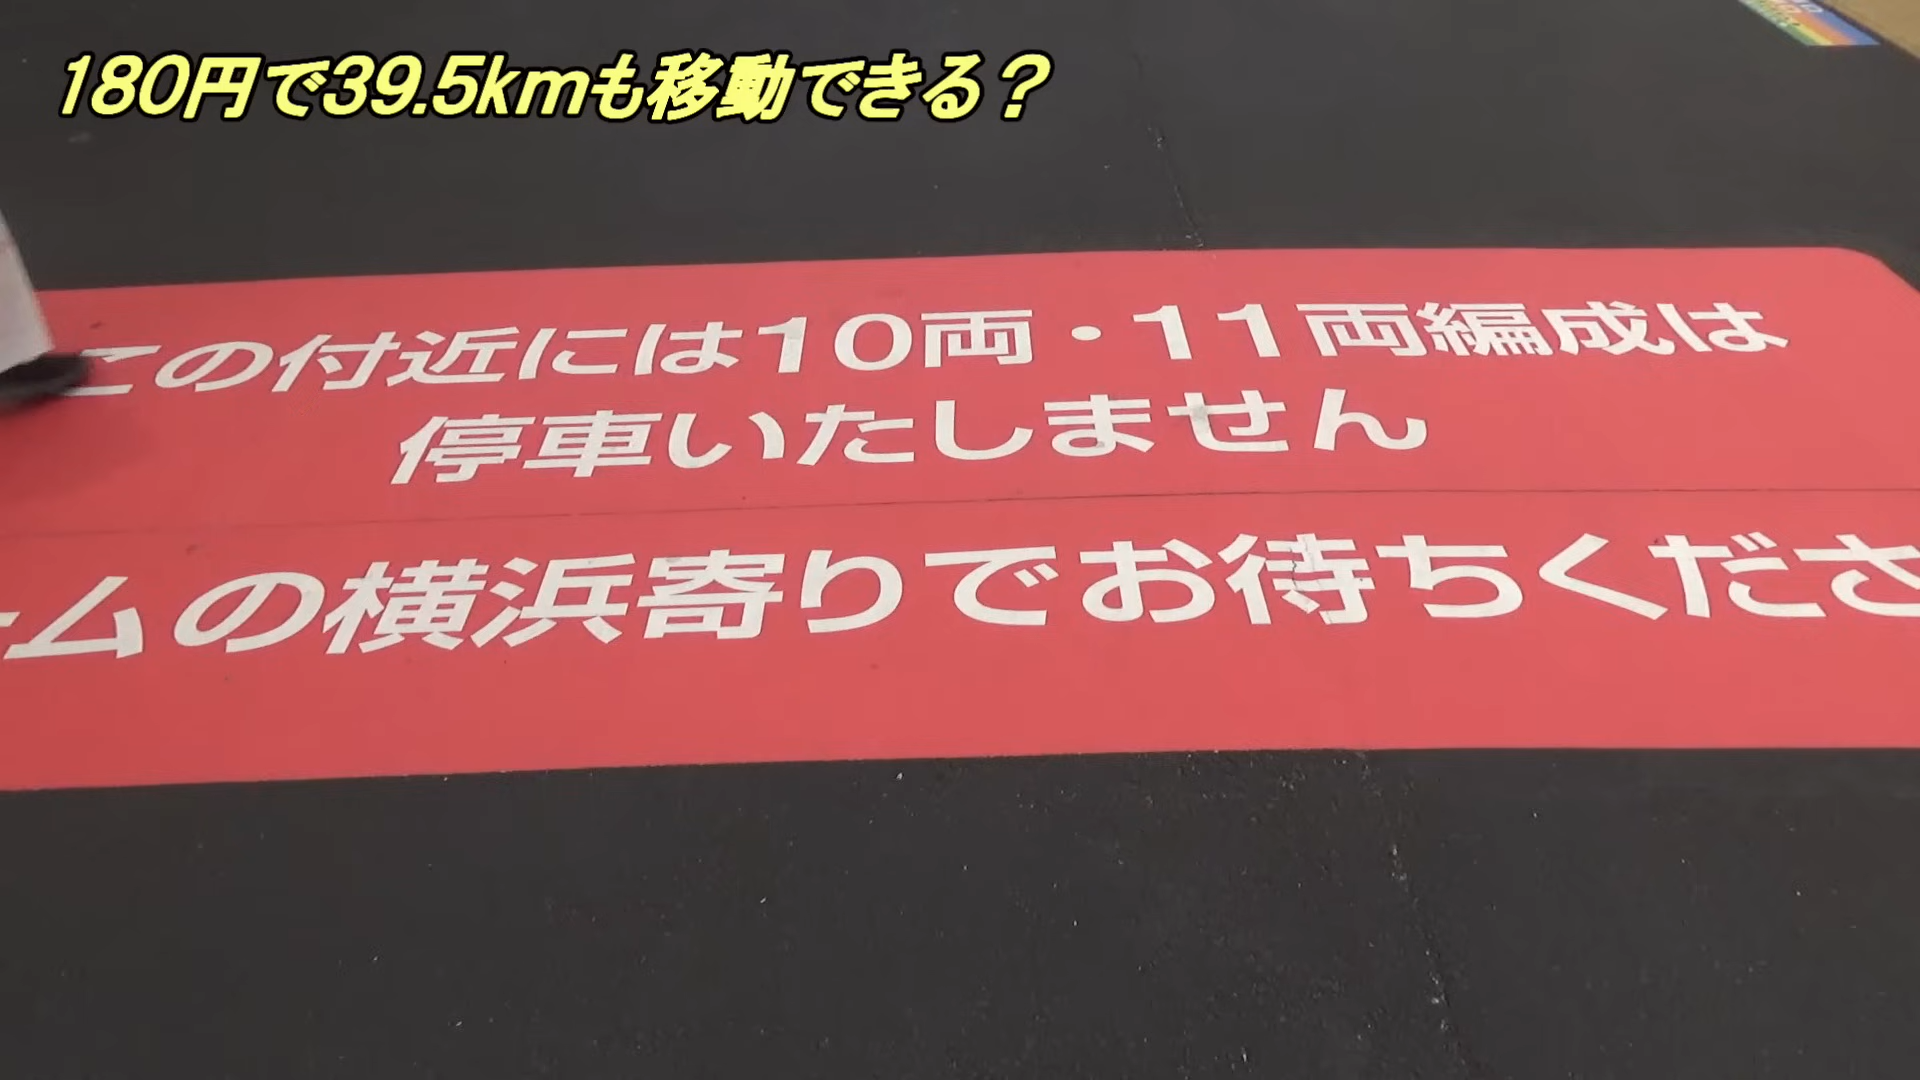 180円で39.5kmも移動できる？
この付近には10両・11両編成は
停車いたしません
ームの横浜寄りでお待ちくださ